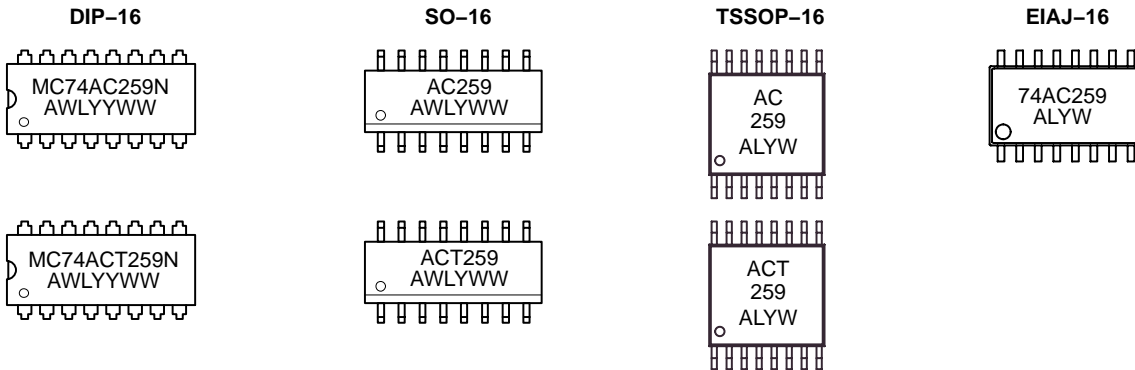 DIP–16
SO–16
TSSOP–16
EIAJ–16
MC74AC259N
AWLYYWW
AC259
AWLYWW
AC
259
ALYW
74AC259
ALYW
MC74ACT259N
AWLYYWW
ACT259
AWLYWW
ACT
259
ALYW